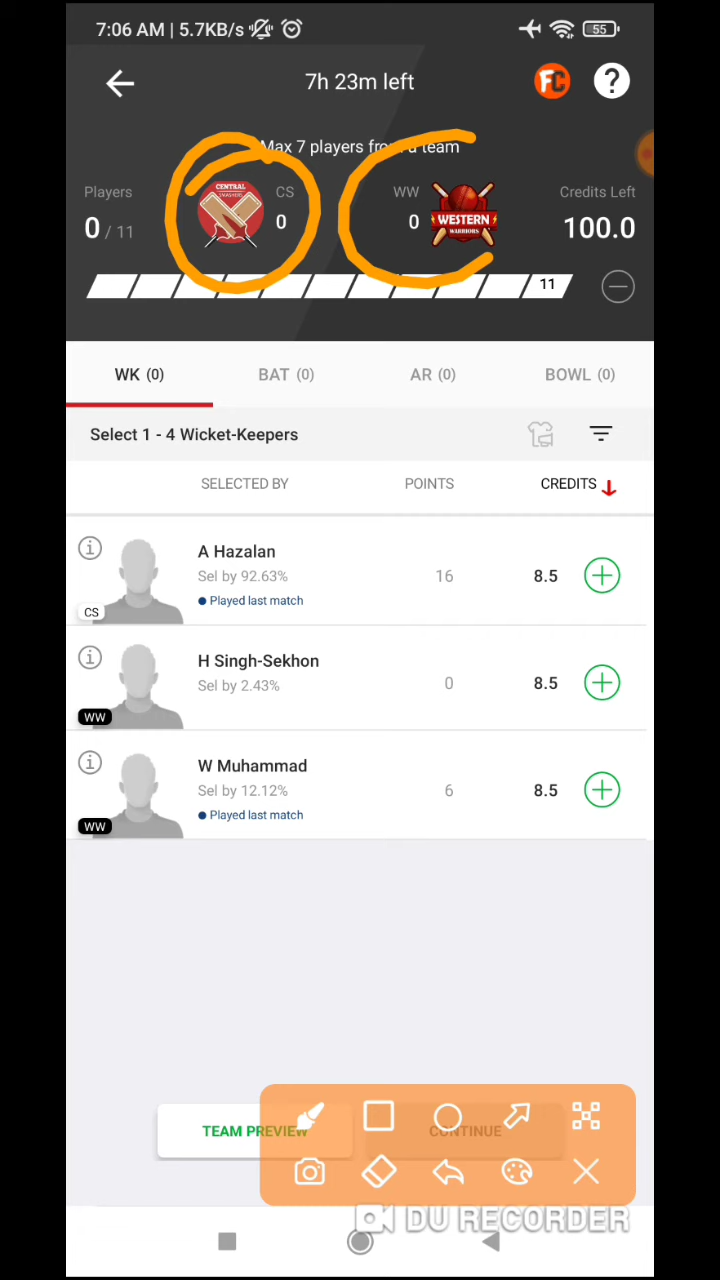 7:06 AM | 5.7KB/s 55
7h 23m left FC ?
Max 7 players from a team
Players CS WW Credits Left
0 / 11 CENTRAL SMASHERS 0 0 WESTERN WARRIORS 100.0
11
WK (0) BAT (0) AR (0) BOWL (0)
Select 1 - 4 Wicket-Keepers
SELECTED BY POINTS CREDITS
A Hazalan
Sel by 92.63% 16 8.5
Played last match
CS
H Singh-Sekhon
Sel by 2.43% 0 8.5
WW
W Muhammad
Sel by 12.12% 6 8.5
Played last match
WW
TEAM PREVIEW CONTINUE
DU RECORDER